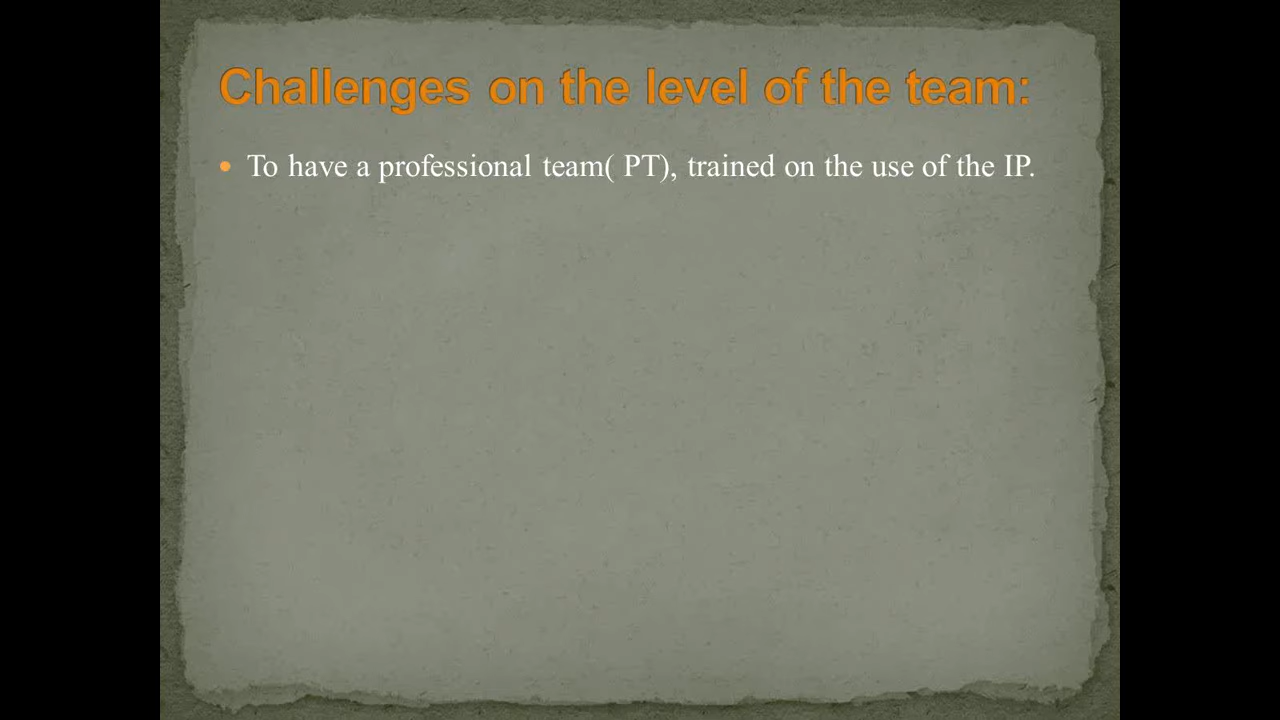 Challenges on the level of the team:
• To have a professional team( PT), trained on the use of the IP.